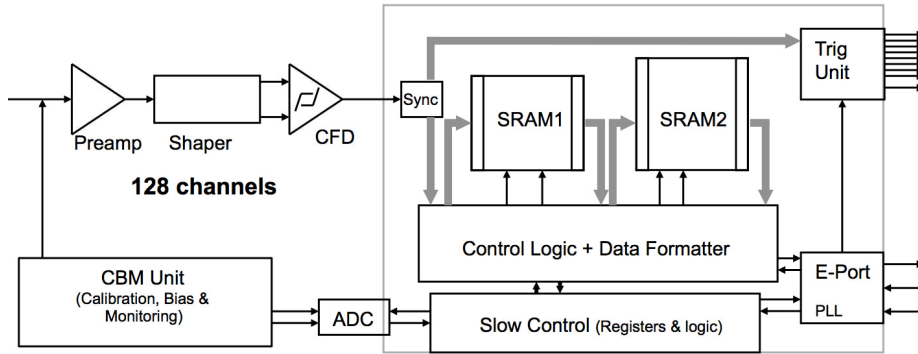 Trig
Unit
Sync
SRAM1
SRAM2
Preamp
Shaper
CFD
128 channels
Control Logic + Data Formatter
CBM Unit
(Calibration, Bias &
Monitoring)
E-Port
PLL
ADC
Slow Control (Registers & logic)